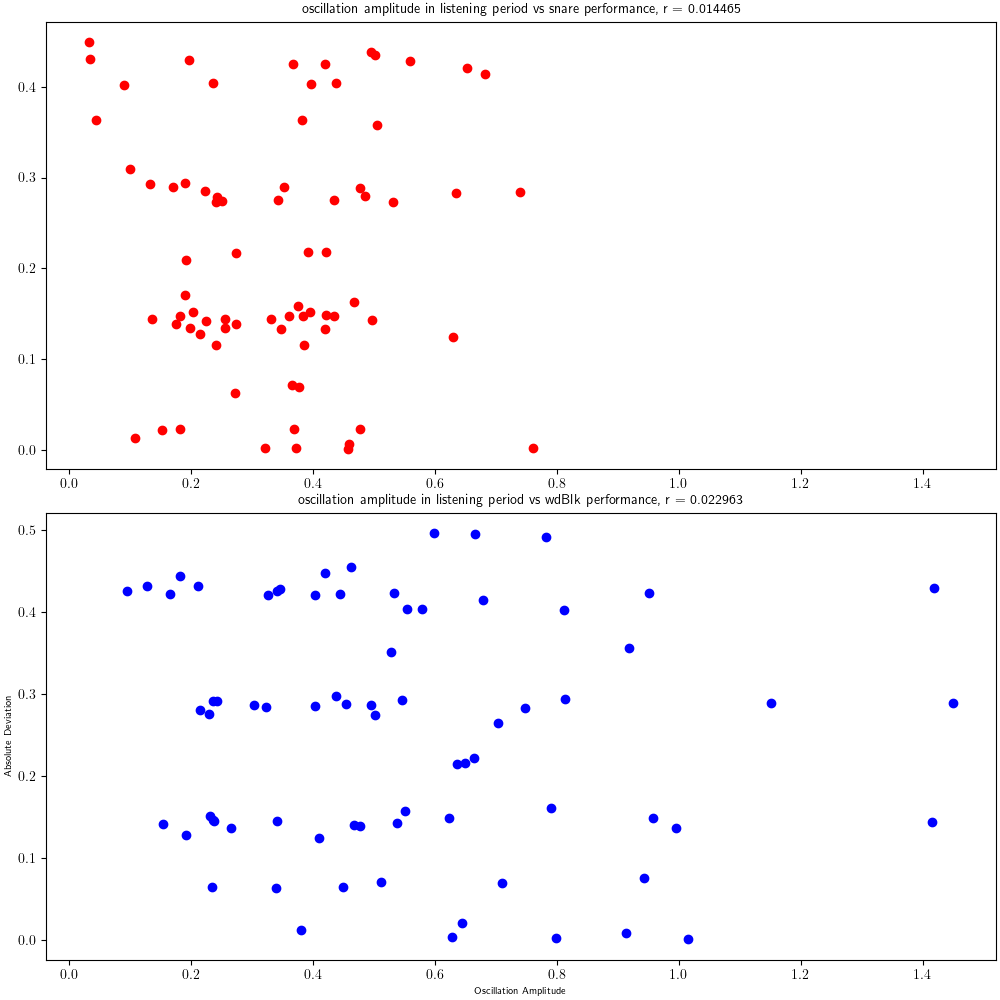 oscillation amplitude in listening period vs snare performance, r = 0.014465
0.4
0.3
0.2
0.1
0.0
0.0 0.2 0.4 0.6 0.8 1.0 1.2 1.4
oscillation amplitude in listening period vs wdBlk performance, r = 0.022963
0.5
0.4
0.3
0.2
0.1
0.0
Absolute Deviation
0.0 0.2 0.4 0.6 0.8 1.0 1.2 1.4
Oscillation Amplitude